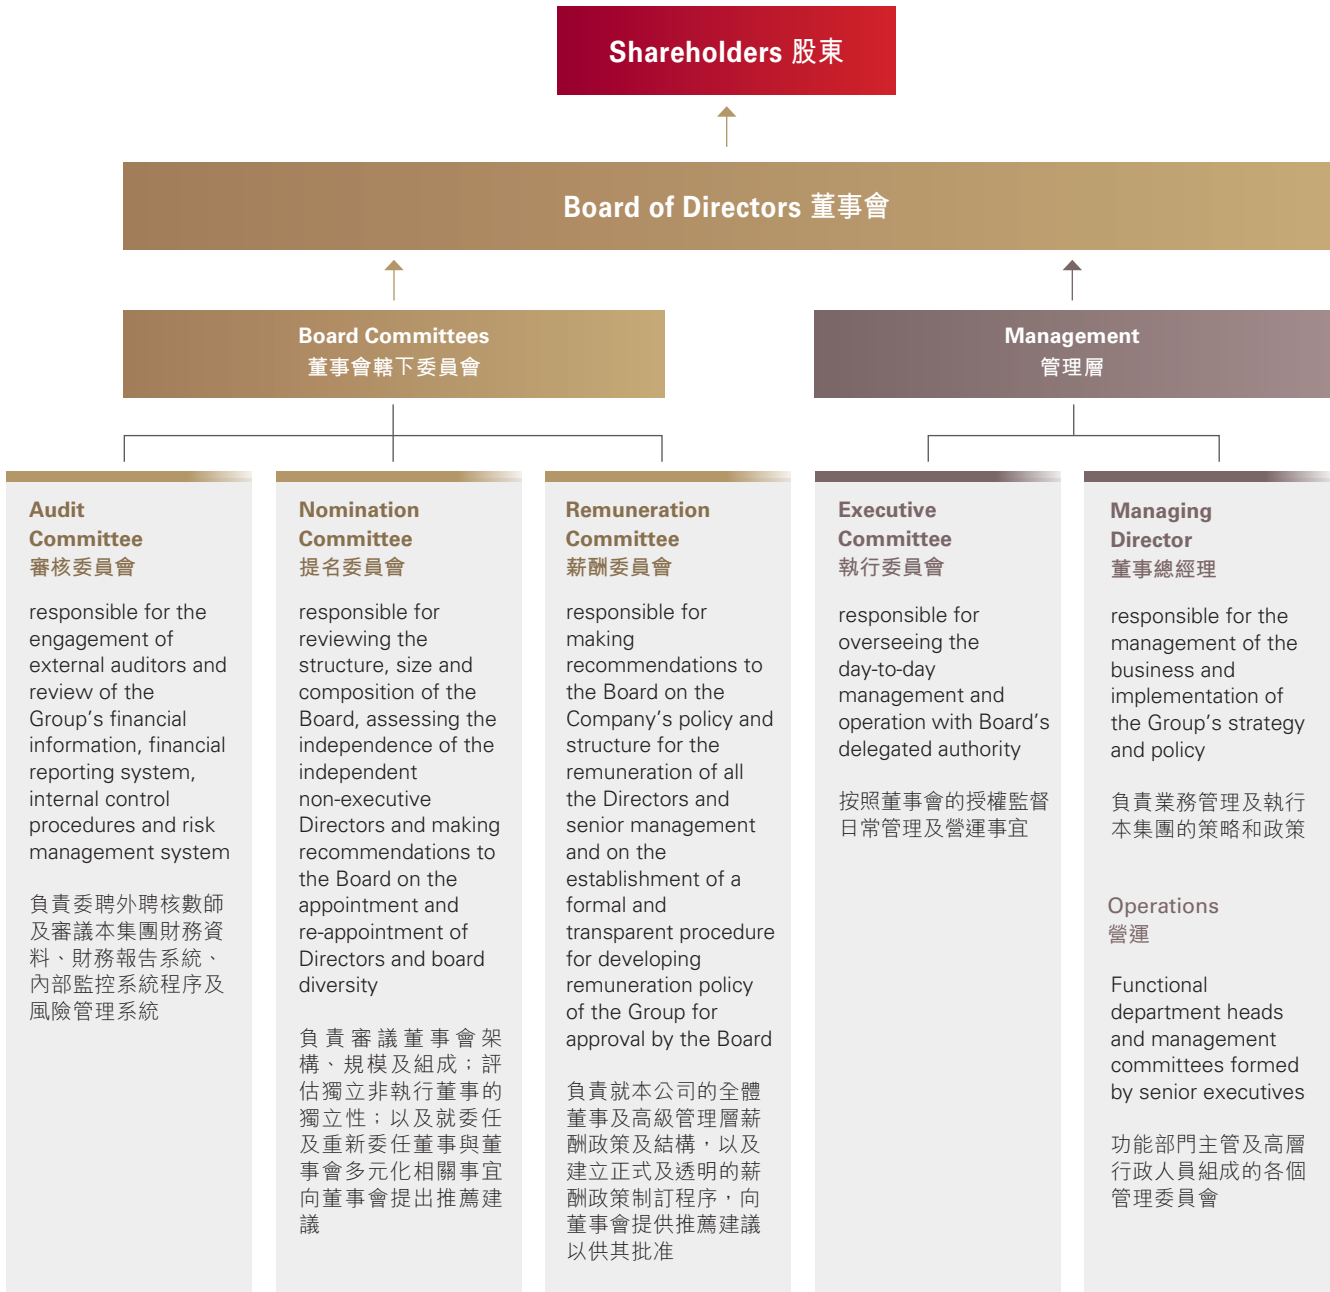 Shareholders 股東
Board of Directors 董事會
Board Committees
董事會轄下委員會
Management
管理層
Audit
Committee
審核委員會
responsible for the
engagement of
external auditors and
review of the
Group's financial
information, financial
reporting system,
internal control
procedures and risk
management system
負責委聘外聘核數師
及審議本集團財務資
料、財務報告系統、
內部監控系統程序及
風險管理系統
Nomination
Committee
提名委員會
responsible for
reviewing the
structure, size and
composition of the
Board, assessing the
independence of the
independent
non-executive
Directors and making
recommendations to
the Board on the
appointment and
re-appointment of
Directors and board
diversity
負責審議董事會架
構、規模及組成；評
估獨立非執行董事的
獨立性；以及就委任
及重新委任董事與董
事會多元化相關事宜
向董事會提出推薦建
議
Remuneration
Committee
薪酬委員會
responsible for
making
recommendations to
the Board on the
Company's policy and
structure for the
remuneration of all
the Directors and
senior management
and on the
establishment of a
formal and
transparent procedure
for developing
remuneration policy
of the Group for
approval by the Board
負責就本公司的全體
董事及高級管理層薪
酬政策及結構，以及
建立正式及透明的薪
酬政策制訂程序，向
董事會提供推薦建議
以供其批准
Executive
Committee
執行委員會
responsible for
overseeing the
day-to-day
management and
operation with Board's
delegated authority
按照董事會的授權監督
日常管理及營運事宜
Managing
Director
董事總經理
responsible for the
management of the
business and
implementation of
the Group's strategy
and policy
負責業務管理及執行
本集團的策略和政策
Operations
營運
Functional
department heads
and management
committees formed
by senior executives
功能部門主管及高層
行政人員組成的各個
管理委員會